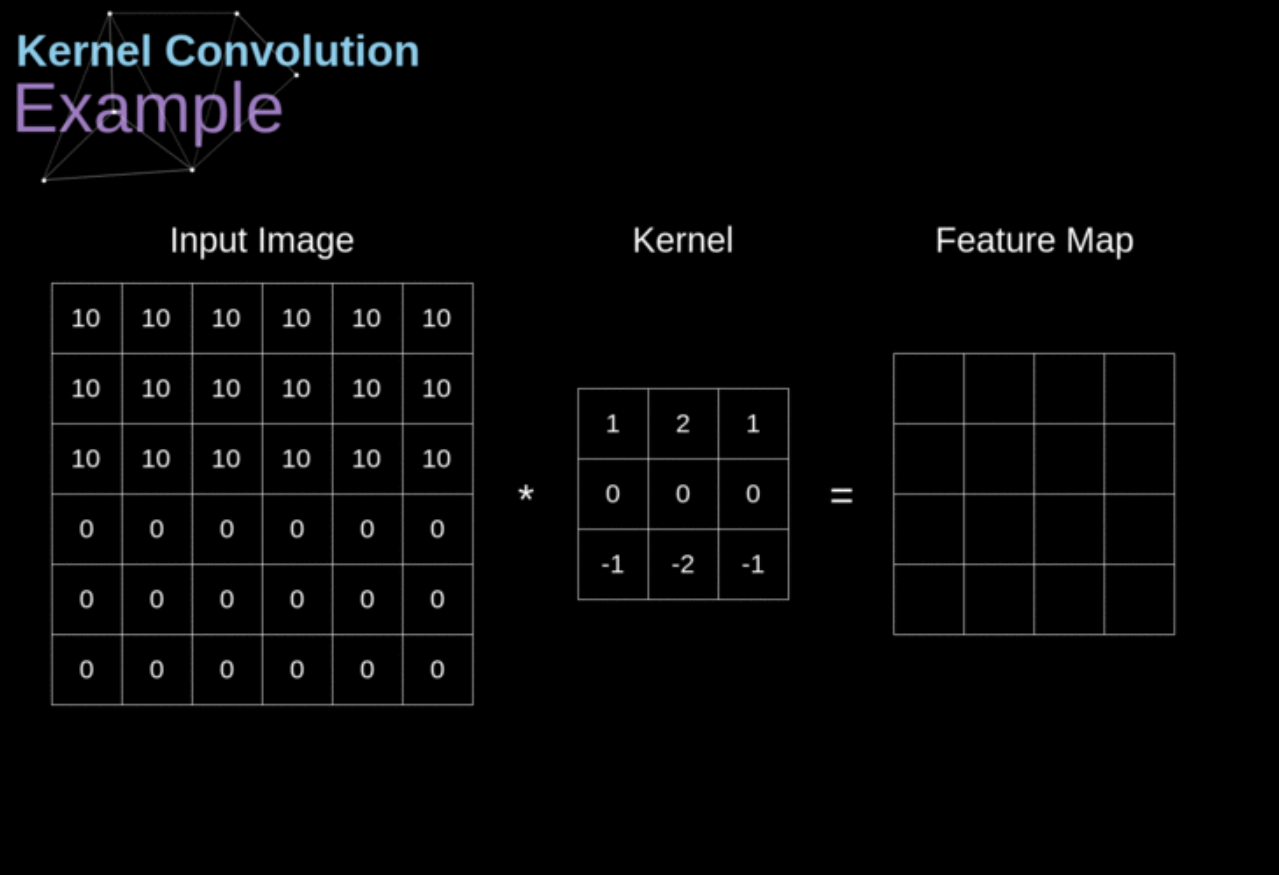 Kernel Convolution
Example
Input Image
Kernel
Feature Map
10 10 10 10 10 10
10 10 10 10 10 10
10 10 10 10 10 10
0 0 0 0 0 0
0 0 0 0 0 0
0 0 0 0 0 0
*
1 2 1
0 0 0
-1 -2 -1
=